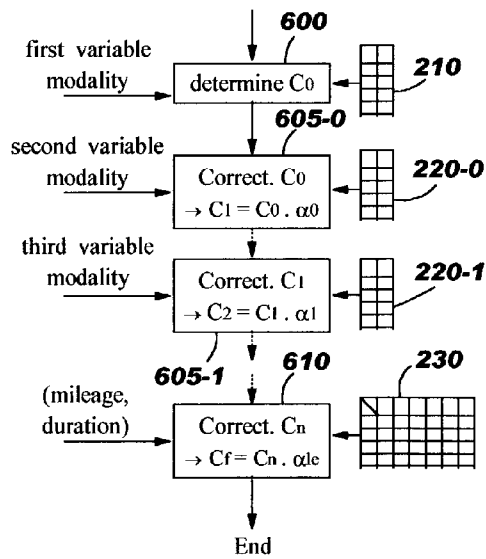 600
first variable
modality
determine C0
210
605-0
second variable
modality
Correct. C0
→ C1 = C0 . α0
220-0
third variable
modality
Correct. C1
→ C2 = C1 . α1
220-1
605-1
610
230
(mileage,
duration)
Correct. Cn
→ Cf = Cn . αle
End